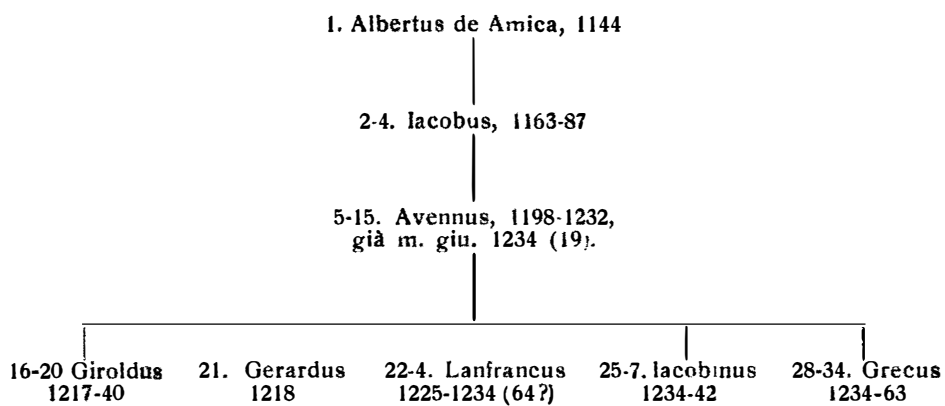 1. Albertus de Amica, 1144
2-4. Iacobus, 1163-87
5-15. Avennus, 1198-1232,
già m. giu. 1234 (19).
16-20 Giroldus
1217-40
21. Gerardus
1218
22-4. Lanfrancus
1225-1234 (64?)
25-7. Iacobinus
1234-42
28-34. Grecus
1234-63